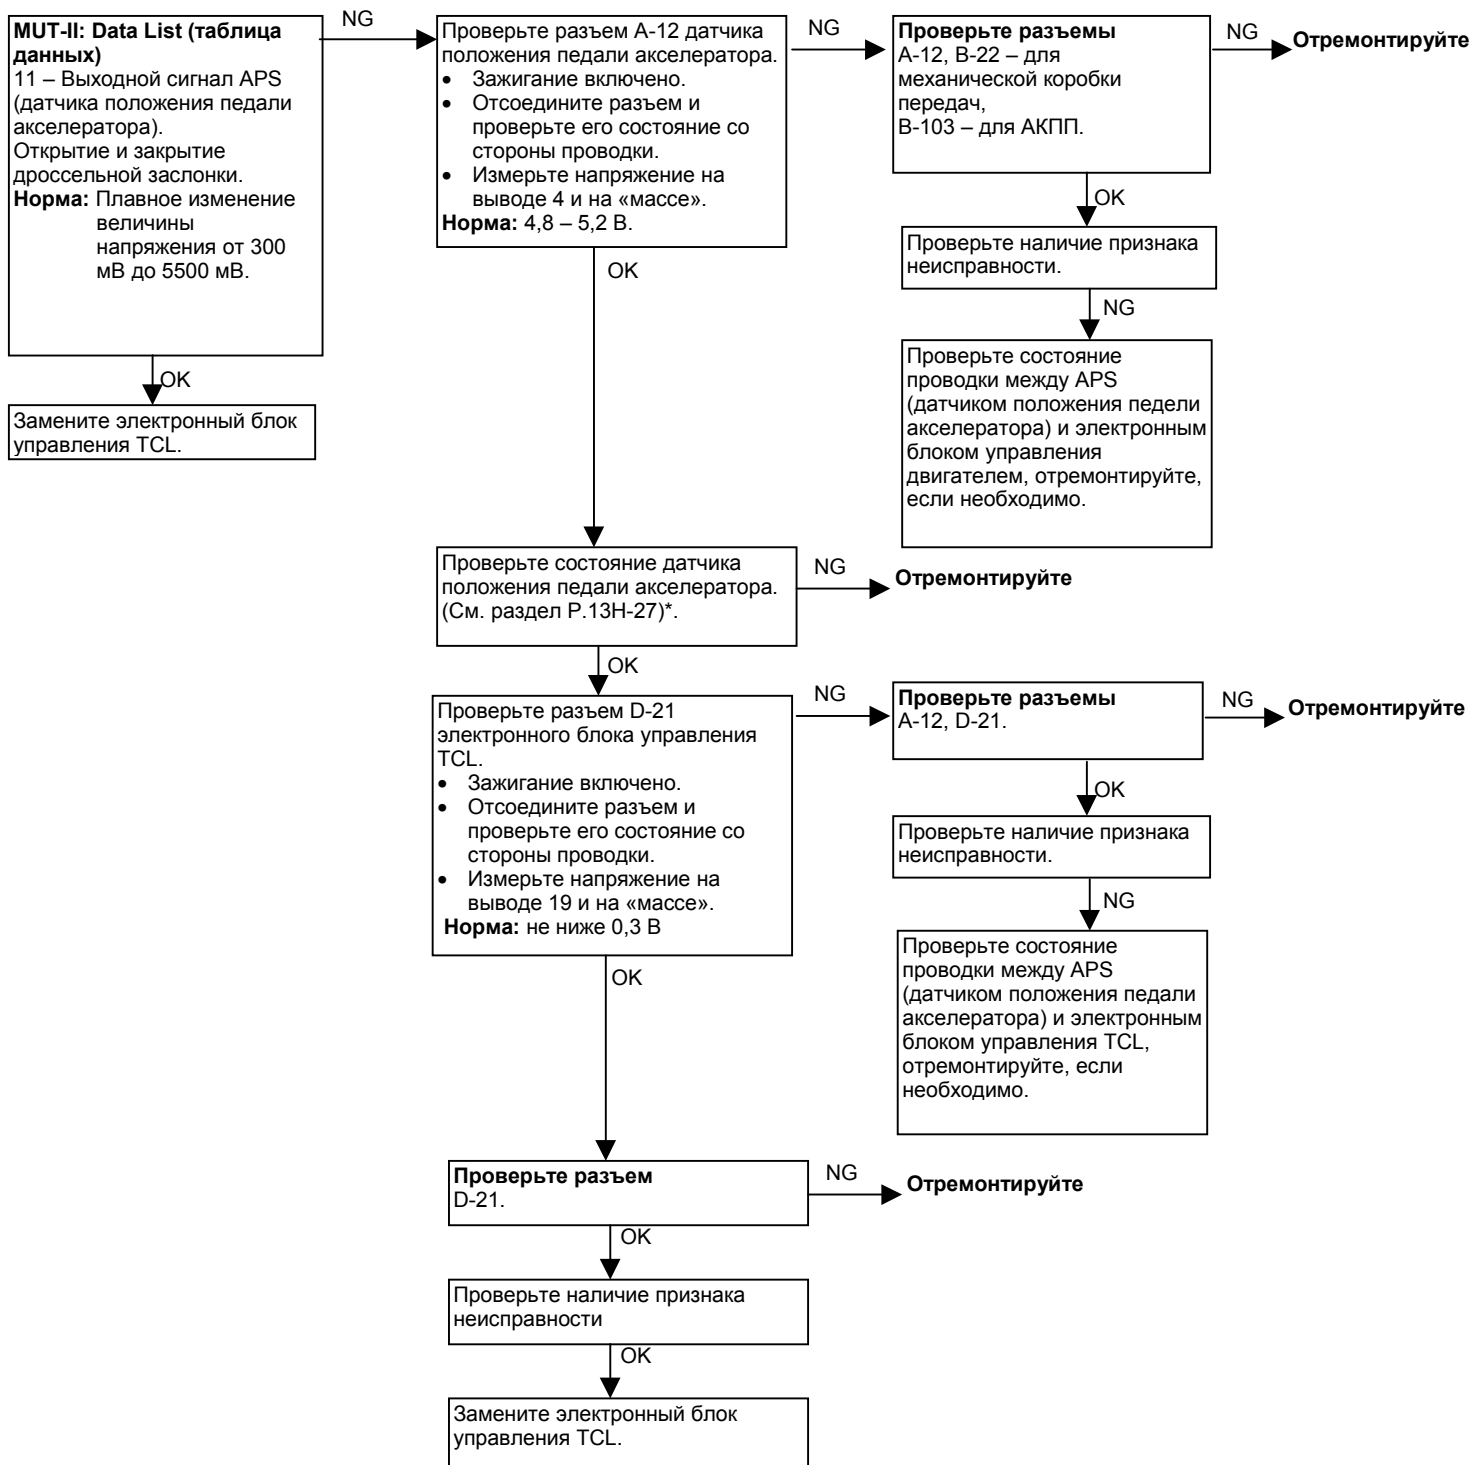 MUT-II: Data List (таблица
данных)
11 – Выходной сигнал APS
(датчика положения педали
акселератора).
Открытие и закрытие
дроссельной заслонки.
Норма: Плавное изменение
величины
напряжения от 300
мВ до 5500 мВ.
NG
OK
Замените электронный блок
управления TCL.
Проверьте разъем А-12 датчика
положения педали акселератора.
• Зажигание включено.
• Отсоедините разъем и
проверьте его состояние со
стороны проводки.
• Измерьте напряжение на
выводе 4 и на «массе».
Норма: 4,8 – 5,2 В.
NG
OK
Проверьте разъемы
А-12, В-22 – для
механической коробки
передач,
В-103 – для АКПП.
NG
Отремонтируйте
OK
Проверьте наличие признака
неисправности.
NG
Проверьте состояние
проводки между APS
(датчиком положения педели
акселератора) и электронным
блоком управления
двигателем, отремонтируйте,
если необходимо.
Проверьте состояние датчика
положения педали акселератора.
(См. раздел Р.13Н-27)*.
NG
Отремонтируйте
OK
Проверьте разъем D-21
электронного блока управления
TCL.
• Зажигание включено.
• Отсоедините разъем и
проверьте его состояние со
стороны проводки.
• Измерьте напряжение на
выводе 19 и на «массе».
Норма: не ниже 0,3 В
NG
OK
Проверьте разъемы
А-12, D-21.
NG
Отремонтируйте
OK
Проверьте наличие признака
неисправности.
NG
Проверьте состояние
проводки между APS
(датчиком положения педали
акселератора) и электронным
блоком управления TCL,
отремонтируйте, если
необходимо.
Проверьте разъем
D-21.
NG
Отремонтируйте
OK
Проверьте наличие признака
неисправности
OK
Замените электронный блок
управления TCL.